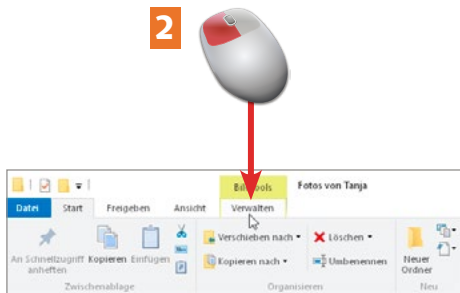 2
Bildtools Fotos von Tanja
Datei Start Freigeben Ansicht Verwalten
An Schnellzugriff anheften
Kopieren
Einfügen
Verschieben nach
Kopieren nach
Löschen
Umbenennen
Neuer Ordner
Zwischenablage Organisieren Neu